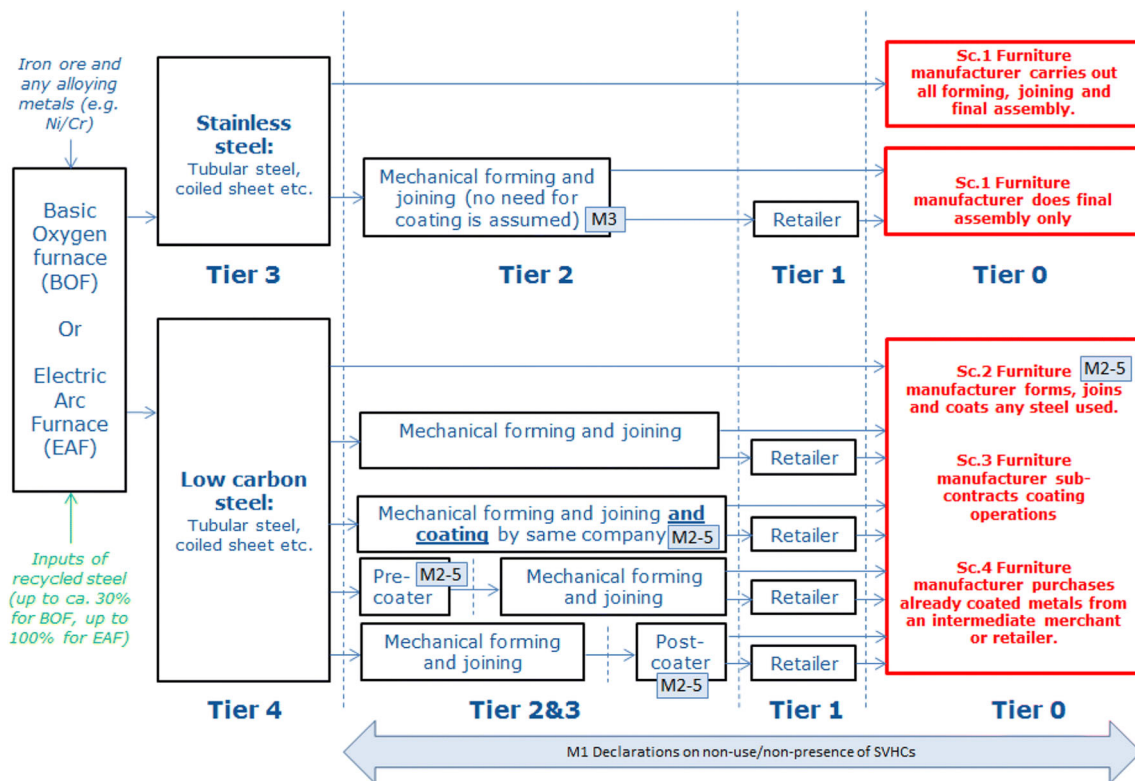 Iron ore and
any alloying
metals (e.g.
Ni/Cr)
Basic
Oxygen
furnace
(BOF)
Or
Electric
Arc
Furnace
(EAF)
Inputs of
recycled steel
(up to ca. 30%
for BOF, up to
100% for EAF)
Stainless
steel:
Tubular steel,
coiled sheet etc.
Tier 3
Mechanical forming and
joining (no need for
coating is assumed)
M3
Tier 2
Retailer
Tier 1
Sc.1 Furniture
manufacturer carries out
all forming, joining and
final assembly.
Sc.1 Furniture
manufacturer does final
assembly only
Tier 0
Low carbon
steel:
Tubular steel,
coiled sheet etc.
Tier 4
Mechanical forming and joining
Retailer
Mechanical forming and joining and
coating by same company
M2-5
Retailer
Pre-
coater
M2-5
Mechanical forming
and joining
Retailer
Mechanical forming
and joining
Post-
coater
M2-5
Retailer
Tier 2&3
Tier 1
Sc.2 Furniture
M2-5
manufacturer forms, joins
and coats any steel used.
Sc.3 Furniture
manufacturer sub-
contracts coating
operations
Sc.4 Furniture
manufacturer purchases
already coated metals from
an intermediate merchant
or retailer.
Tier 0
M1 Declarations on non-use/non-presence of SVHCs